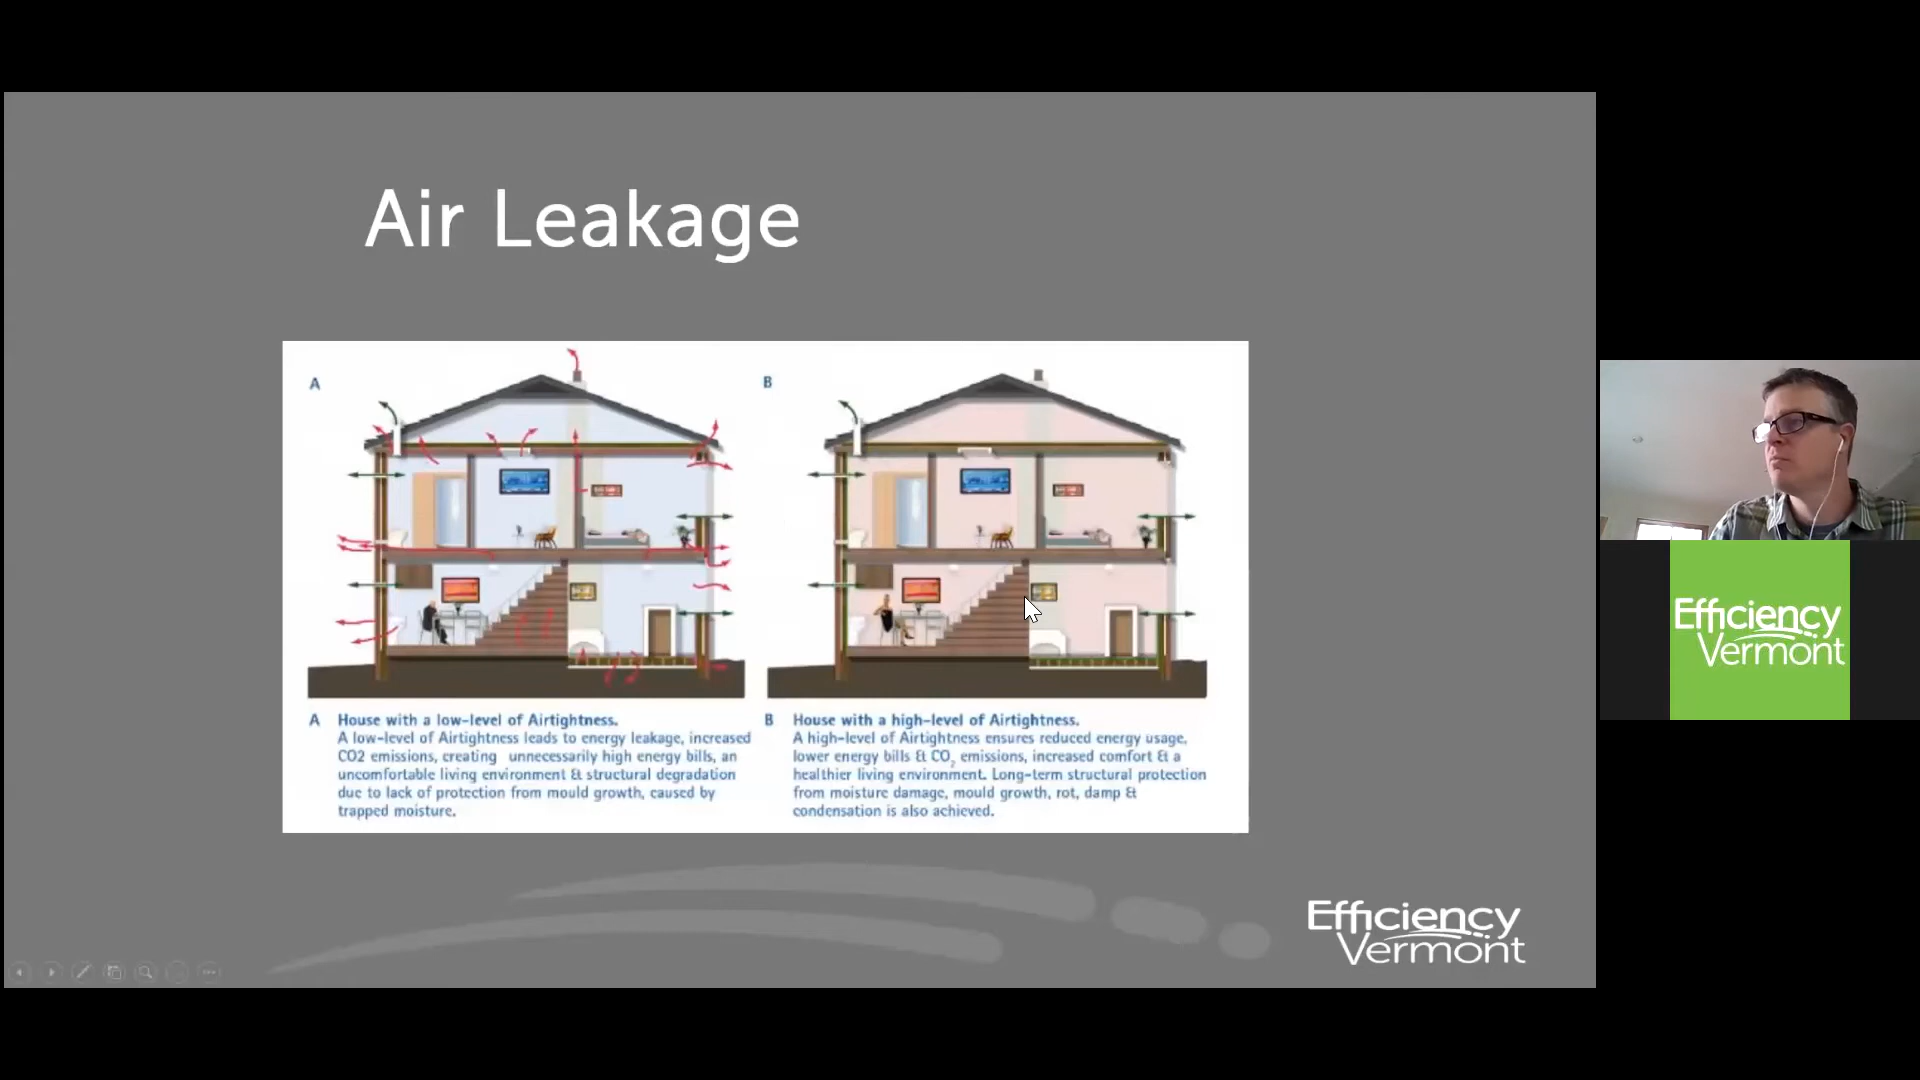 Air Leakage
A
B
A House with a low-level of Airtightness.
A low-level of Airtightness leads to energy leakage, increased
CO2 emissions, creating unnecessarily high energy bills, an
uncomfortable living environment & structural degradation
due to lack of protection from mould growth, caused by
trapped moisture.
B House with a high-level of Airtightness.
A high-level of Airtightness ensures reduced energy usage,
lower energy bills & CO₂ emissions, increased comfort & a
healthier living environment. Long-term structural protection
from moisture damage, mould growth, rot, damp &
condensation is also achieved.
Efficiency
Vermont
Efficiency
Vermont